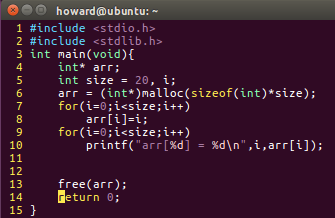 howard@ubuntu: ~
1 #include <stdio.h>
2 #include <stdlib.h>
3 int main(void){
4     int* arr;
5     int size = 20, i;
6     arr = (int*)malloc(sizeof(int)*size);
7     for(i=0;i<size;i++)
8         arr[i]=i;
9     for(i=0;i<size;i++)
10         printf("arr[%d] = %d\n",i,arr[i]);
11
12
13     free(arr);
14     return 0;
15 }